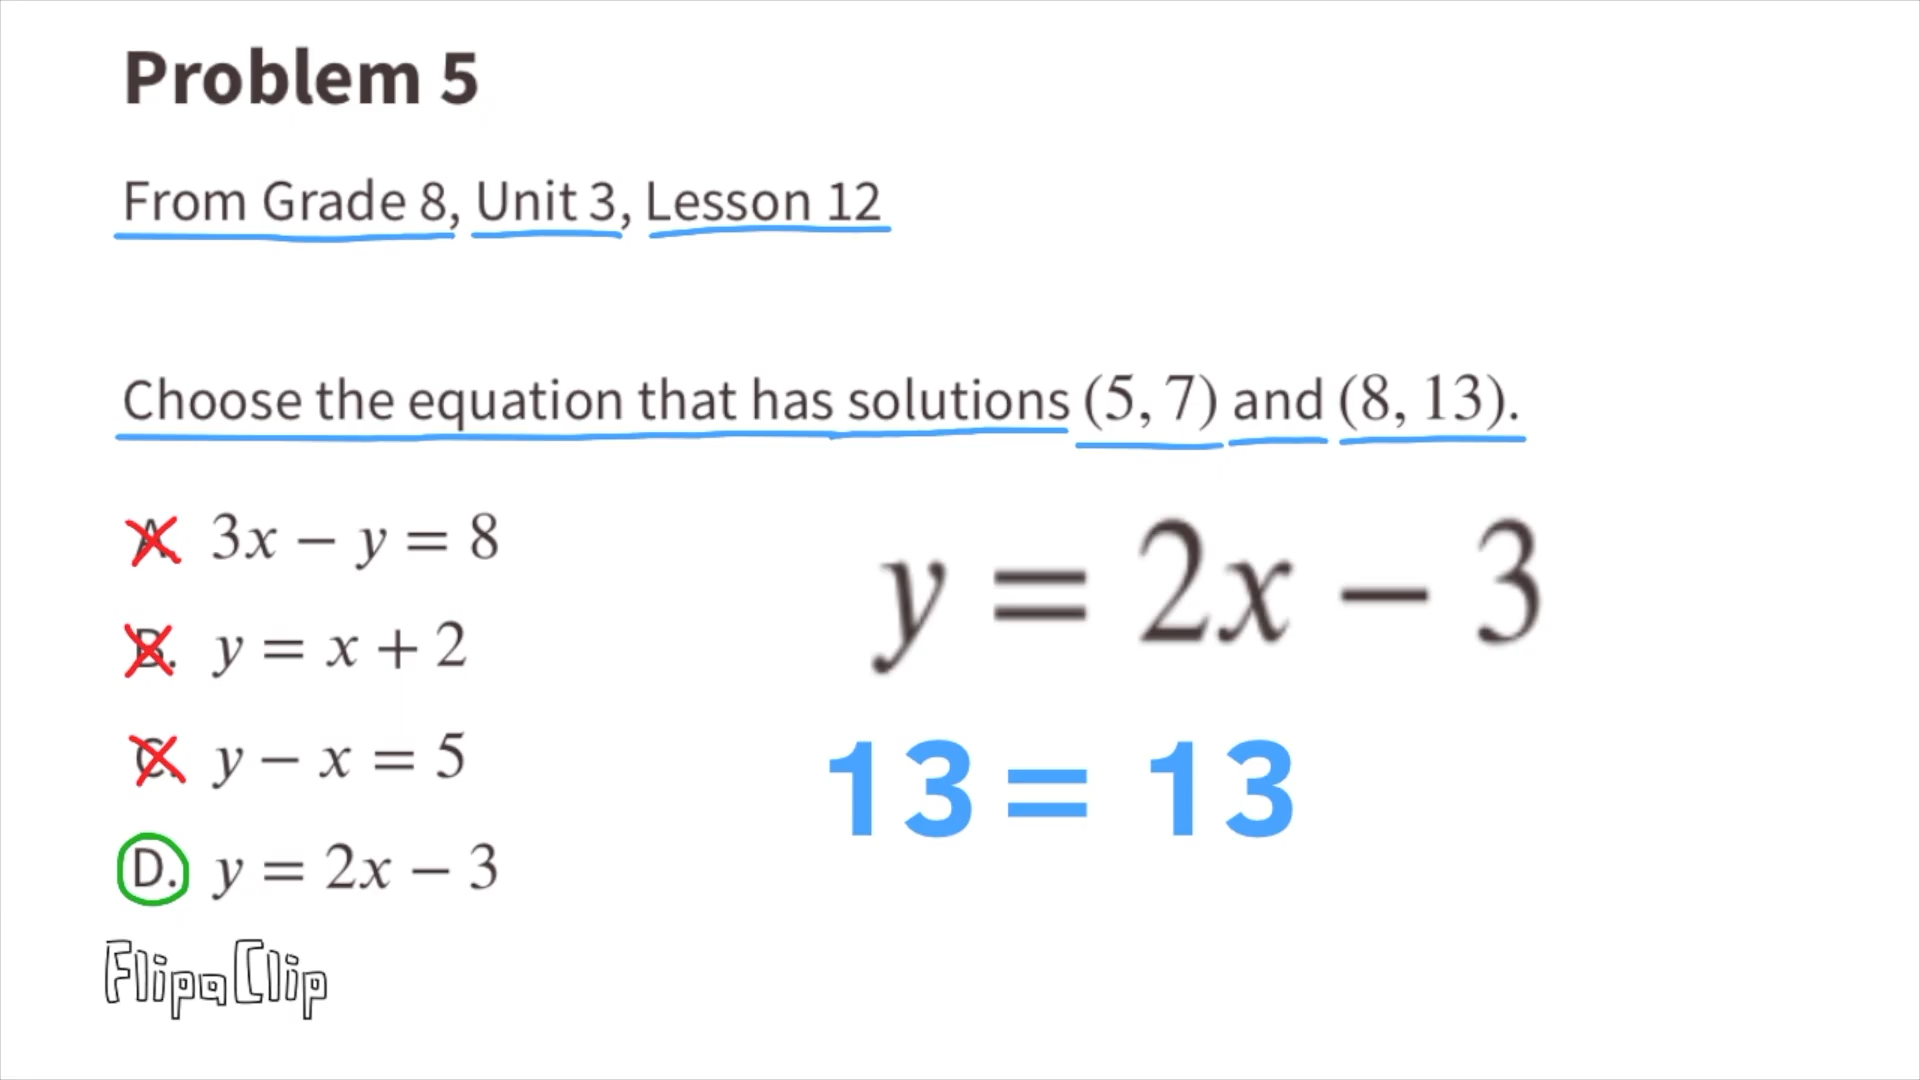 Problem 5
From Grade 8, Unit 3, Lesson 12
Choose the equation that has solutions (5, 7) and (8, 13).
A. 3x − y = 8
B. y = x + 2
C. y − x = 5
D. y = 2x − 3
y = 2x − 3
13 = 13
FlipaClip